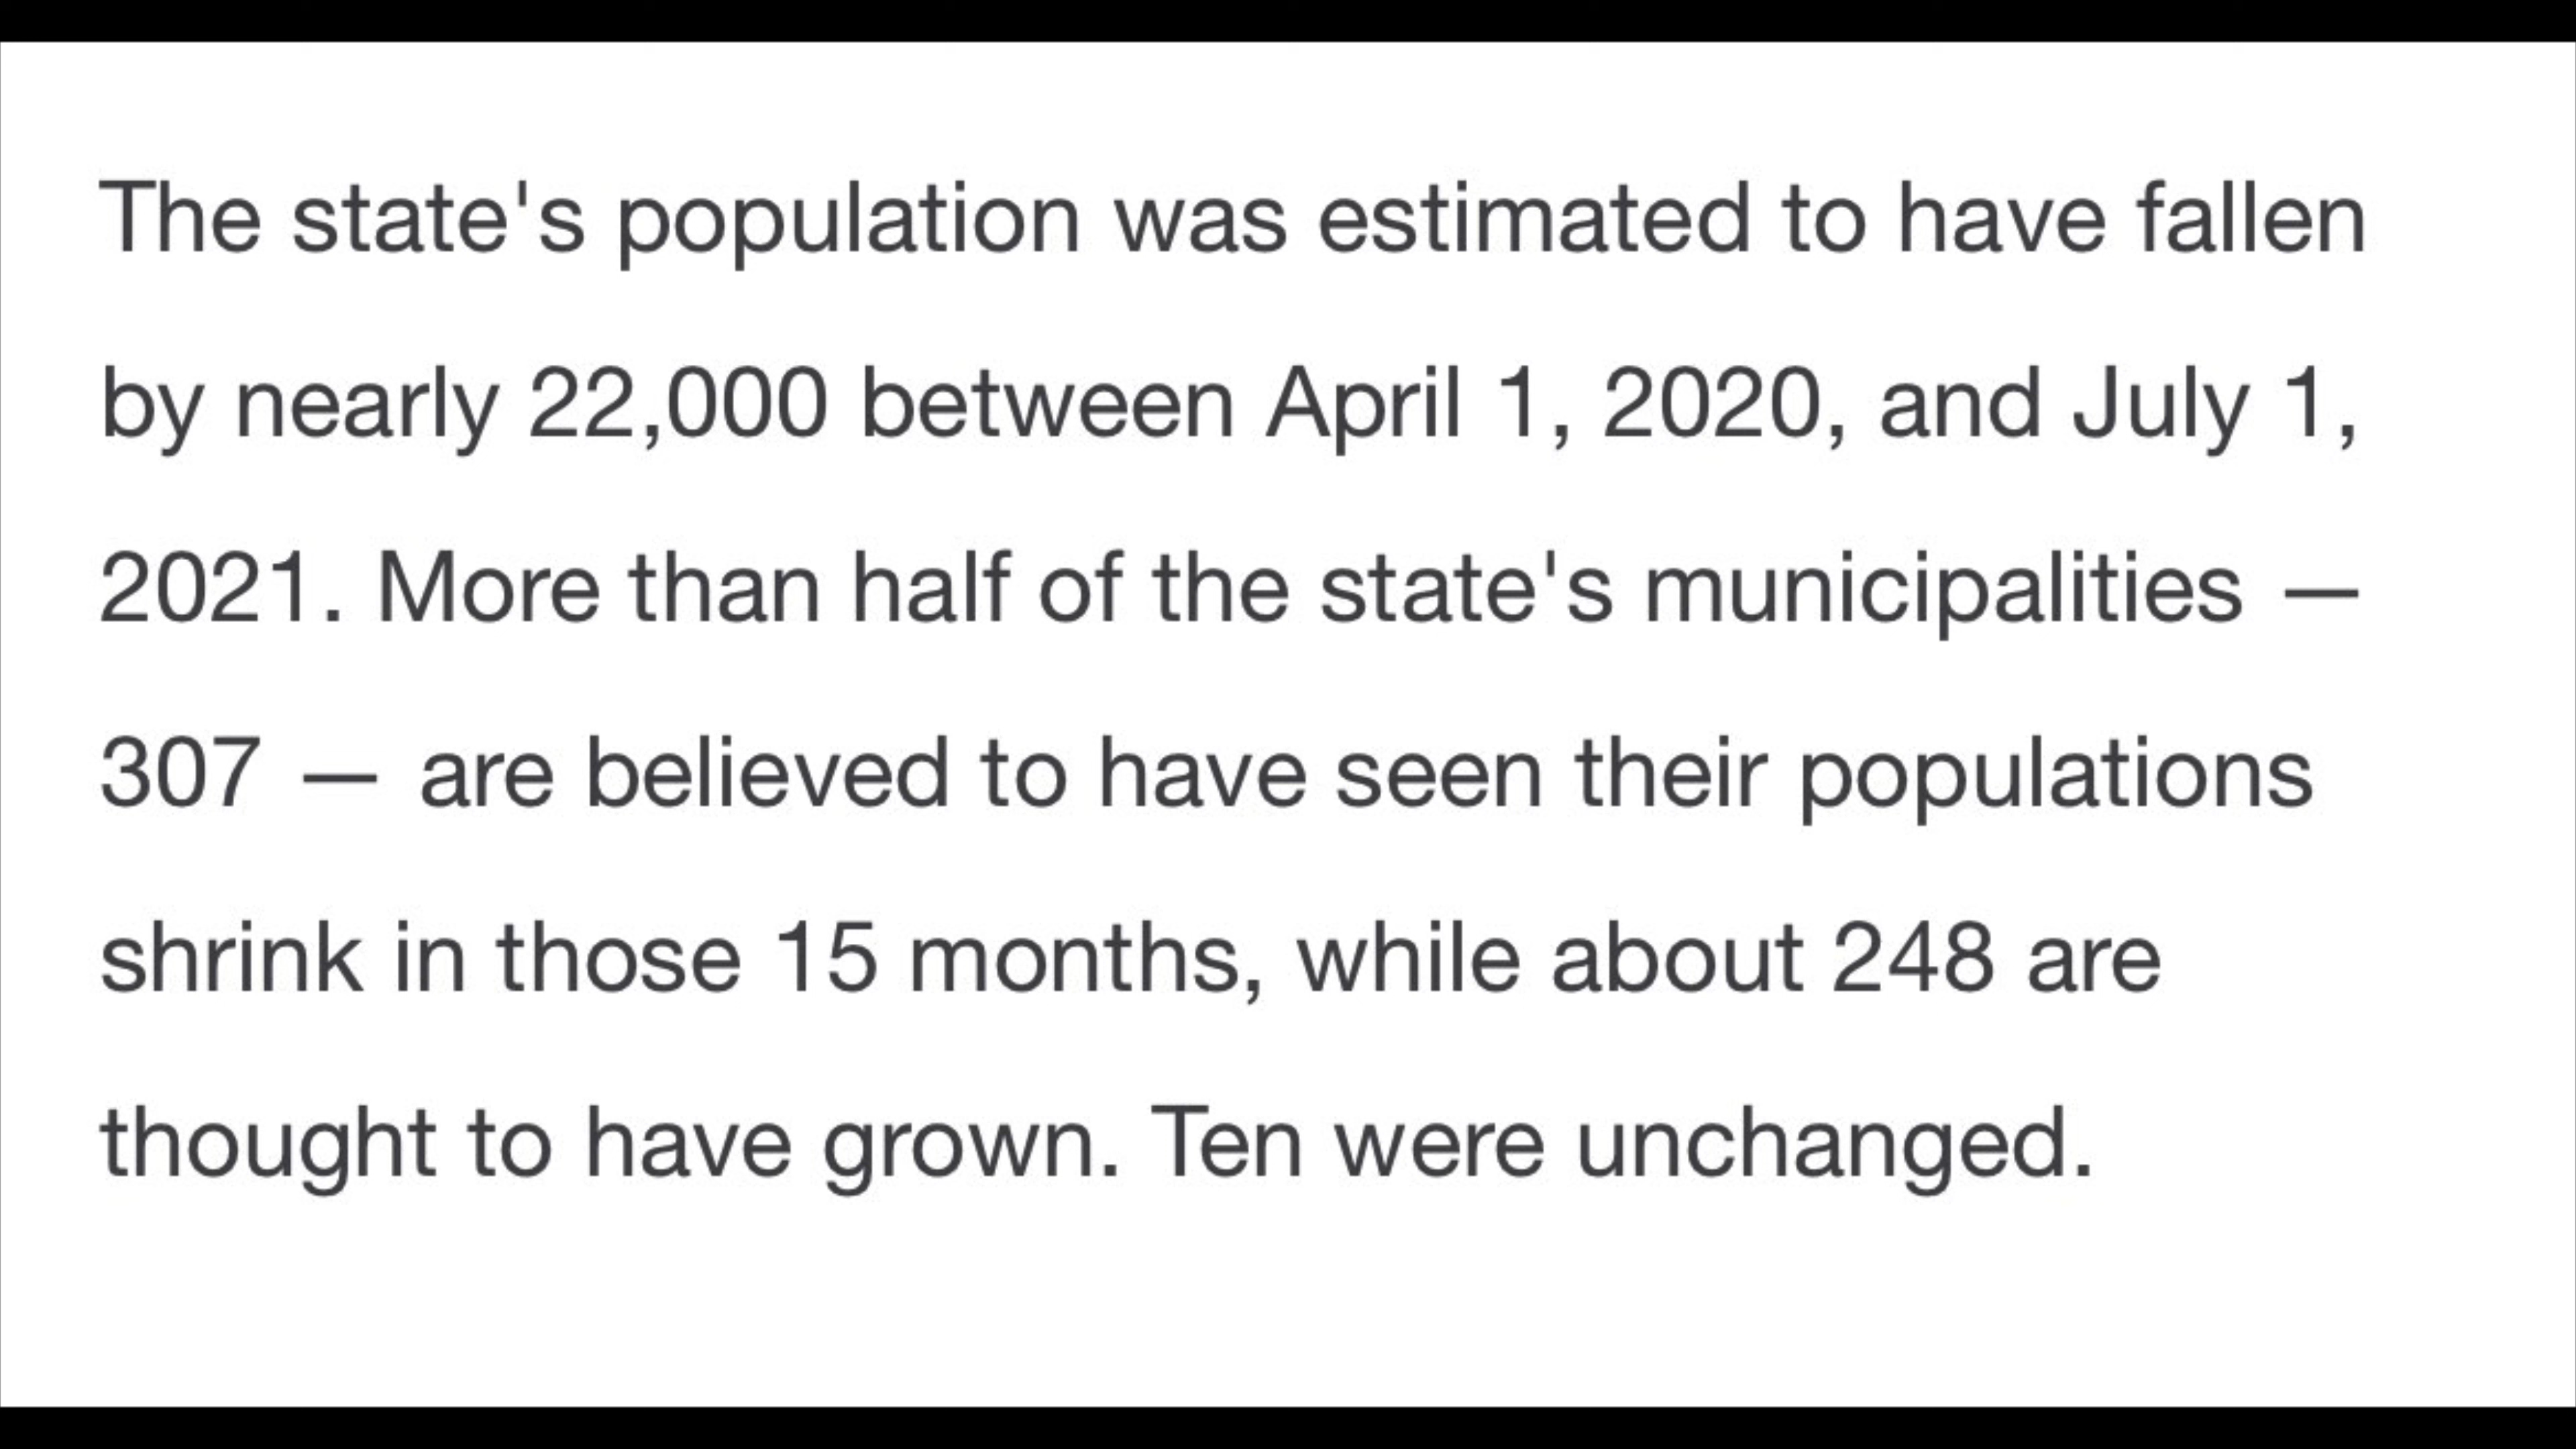 The state's population was estimated to have fallen
by nearly 22,000 between April 1, 2020, and July 1,
2021. More than half of the state's municipalities —
307 — are believed to have seen their populations
shrink in those 15 months, while about 248 are
thought to have grown. Ten were unchanged.